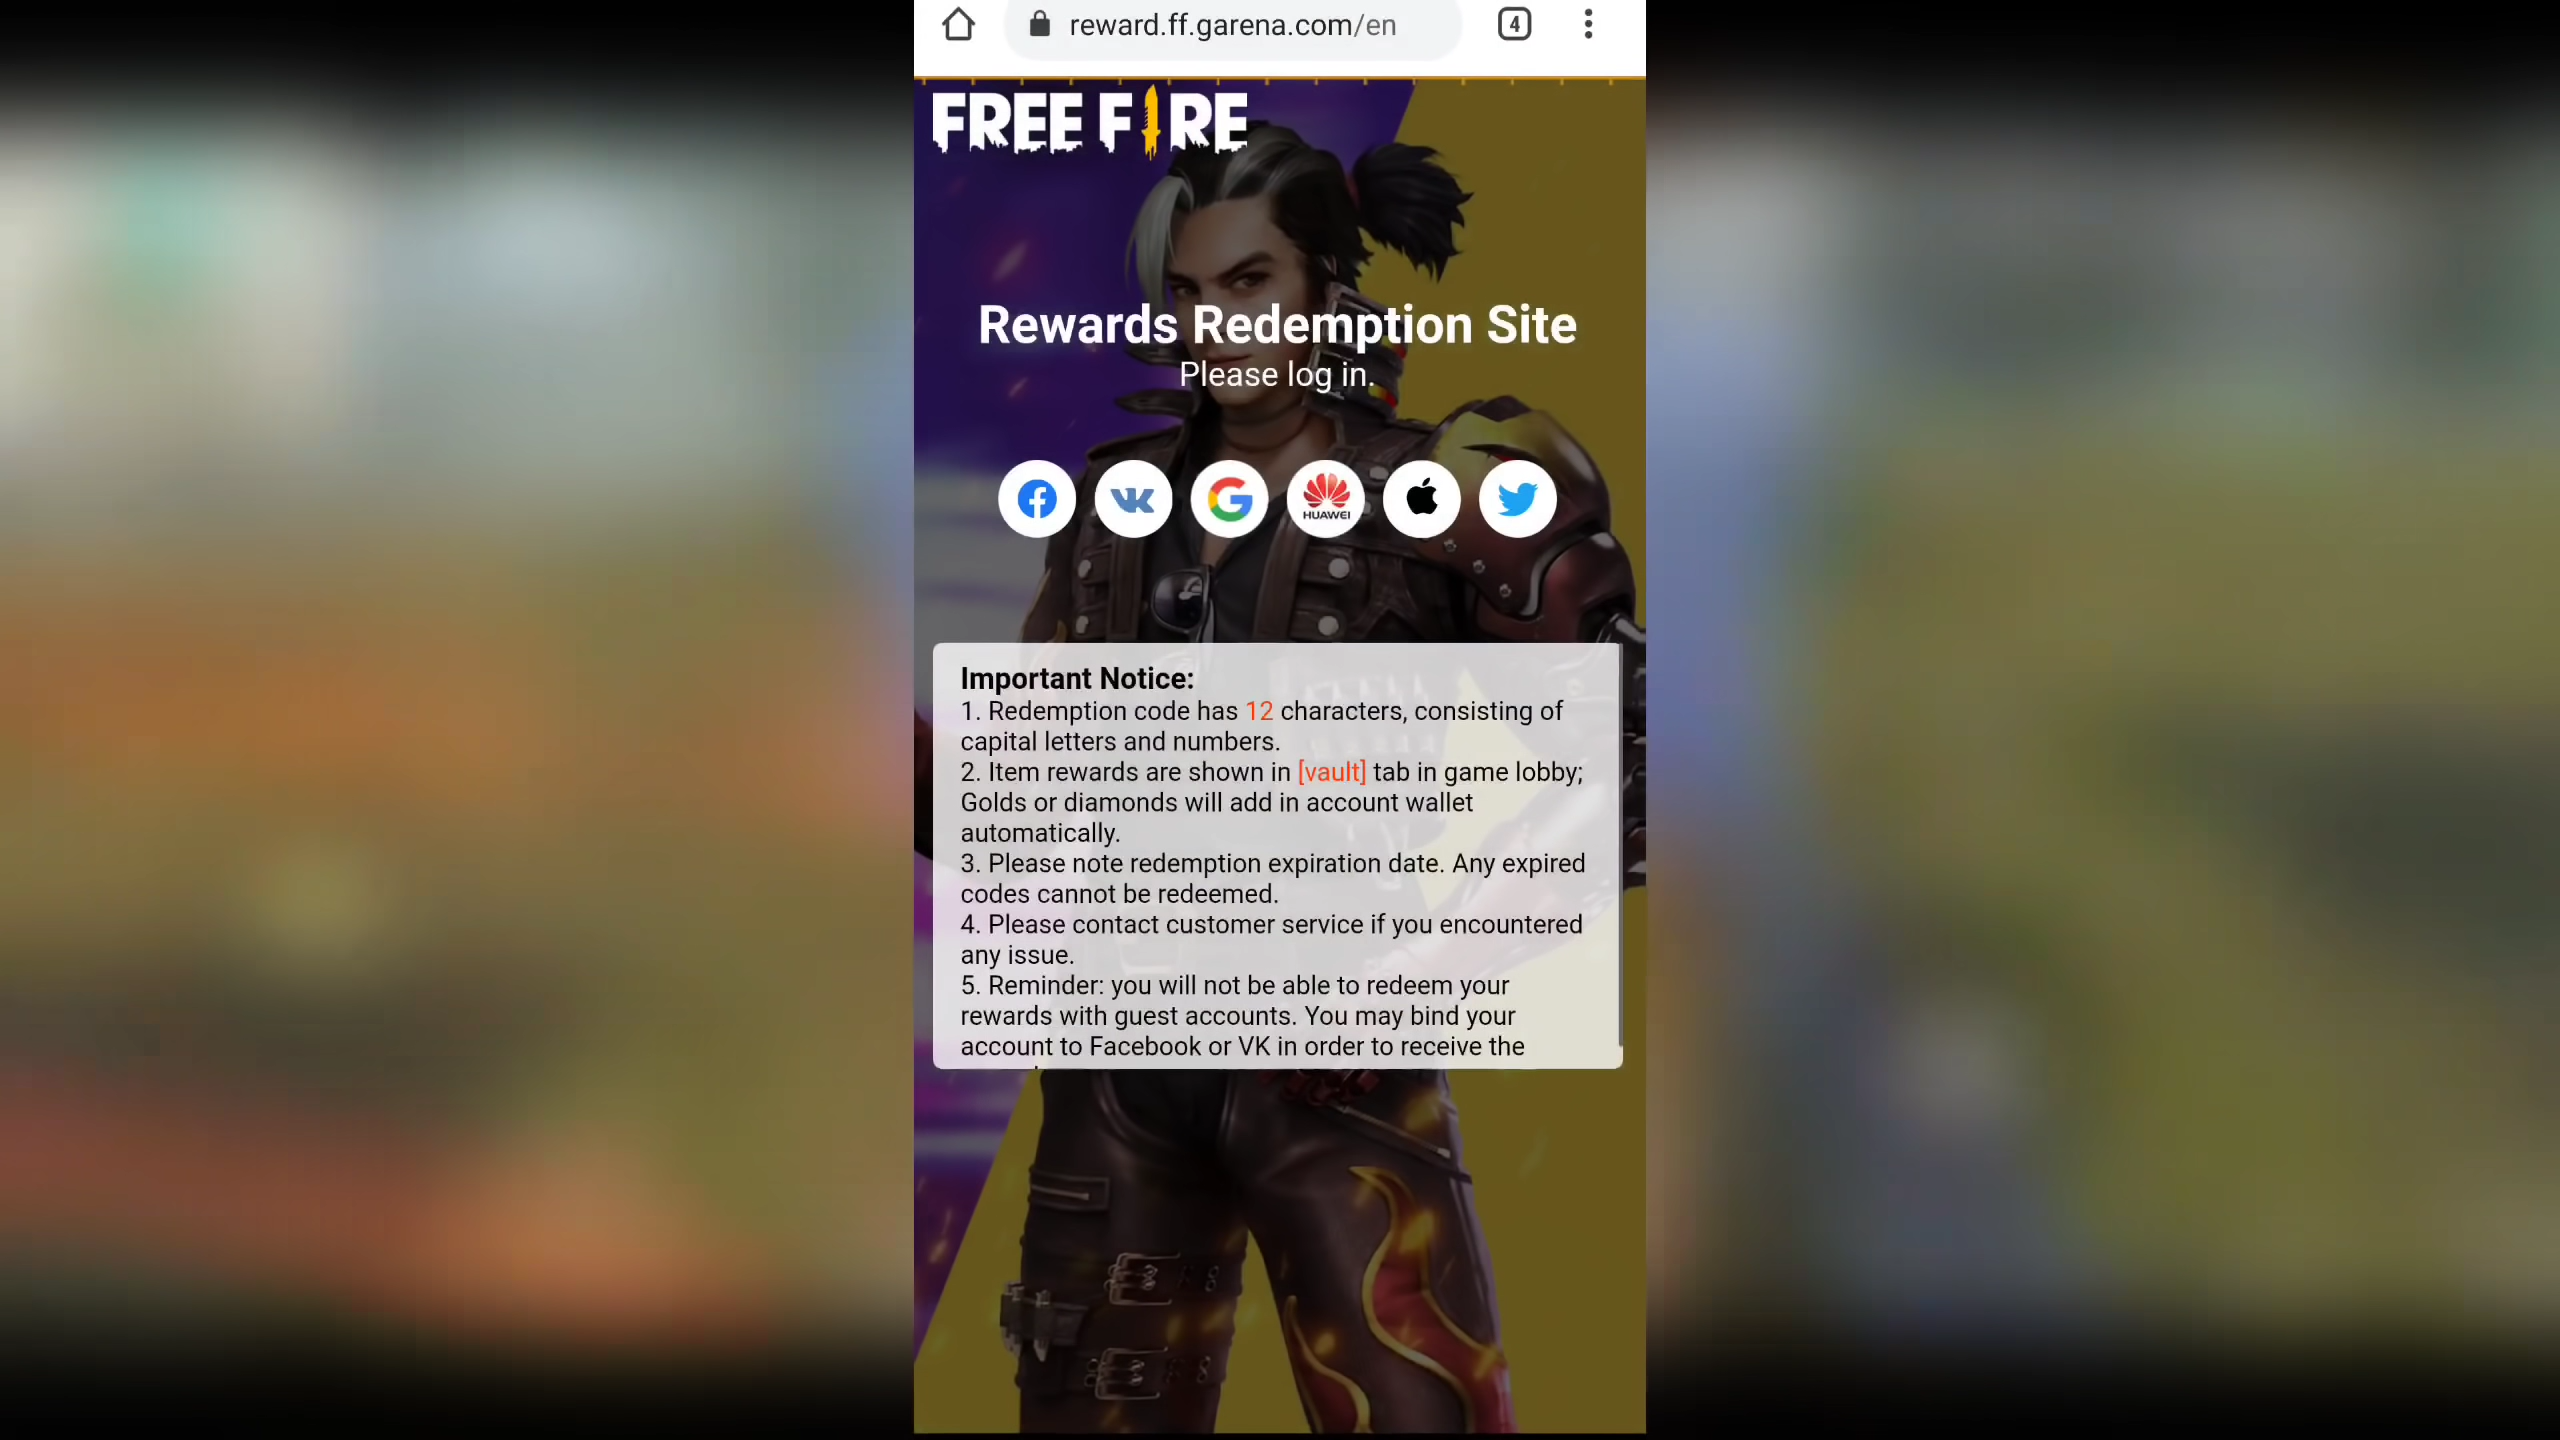 4
reward.ff.garena.com/en
FREE FIRE
Rewards Redemption Site
Please log in.
HUAWEI
Important Notice:
1. Redemption code has 12 characters, consisting of
capital letters and numbers.
2. Item rewards are shown in [vault] tab in game lobby;
Golds or diamonds will add in account wallet
automatically.
3. Please note redemption expiration date. Any expired
codes cannot be redeemed.
4. Please contact customer service if you encountered
any issue.
5. Reminder: you will not be able to redeem your
rewards with guest accounts. You may bind your
account to Facebook or VK in order to receive the